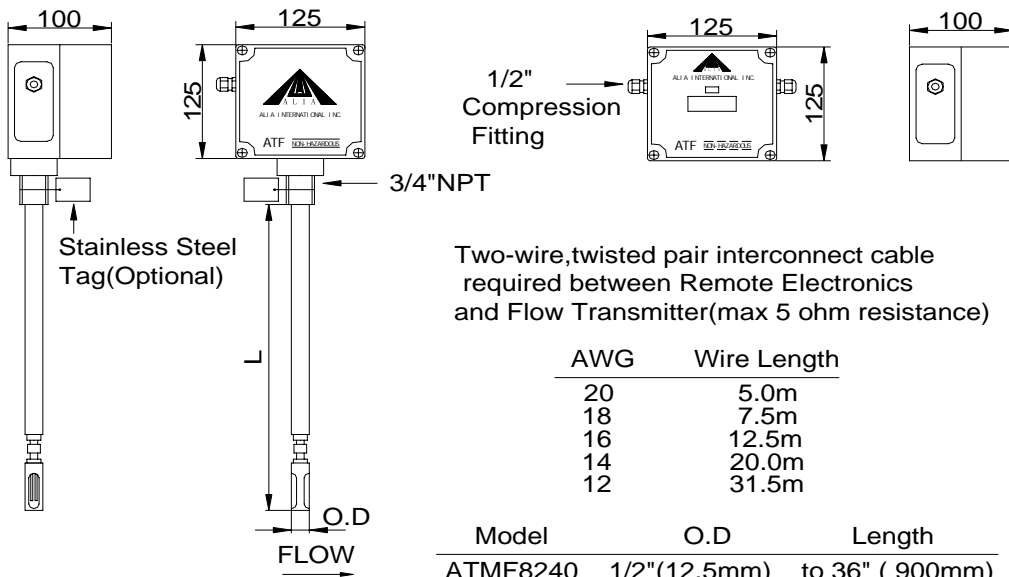 100
125
125
ALIA
ALIA INTERNATIONAL INC.
ATF NON-HAZARDOUS
3/4"NPT
Stainless Steel
Tag(Optional)
L
O.D
FLOW
125
100
1/2"
Compression
Fitting
ALIA
ALIA INTERNATIONAL INC.
ATF NON-HAZARDOUS
125
Two-wire,twisted pair interconnect cable
required between Remote Electronics
and Flow Transmitter(max 5 ohm resistance)
AWG Wire Length
20 5.0m
18 7.5m
16 12.5m
14 20.0m
12 31.5m
Model O.D Length
ATMF8240 1/2"(12.5mm) to 36" ( 900mm)